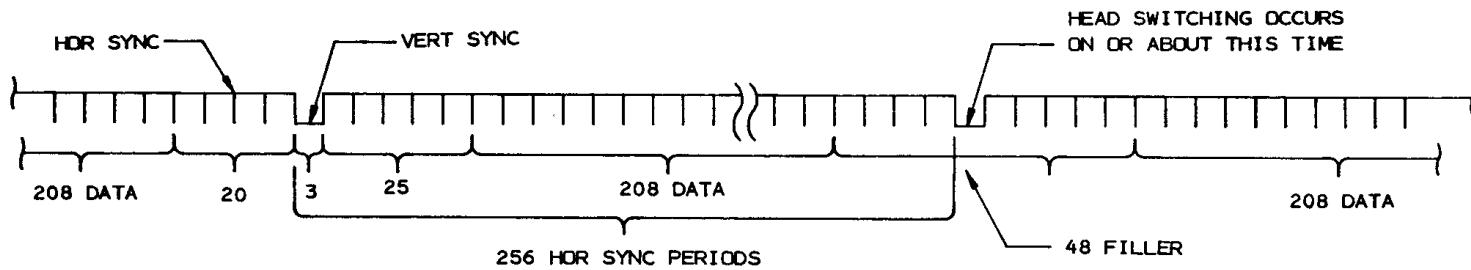 HEAD SWITCHING OCCURS
ON OR ABOUT THIS TIME
HOR SYNC
VERT SYNC
208 DATA
20
3
25
208 DATA
208 DATA
256 HOR SYNC PERIODS
48 FILLER